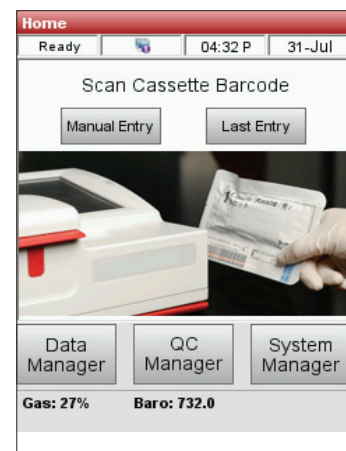 Home
Ready 04:32 P 31-Jul
Scan Cassette Barcode
Manual Entry Last Entry
Data Manager QC Manager System Manager
Gas: 27% Baro: 732.0